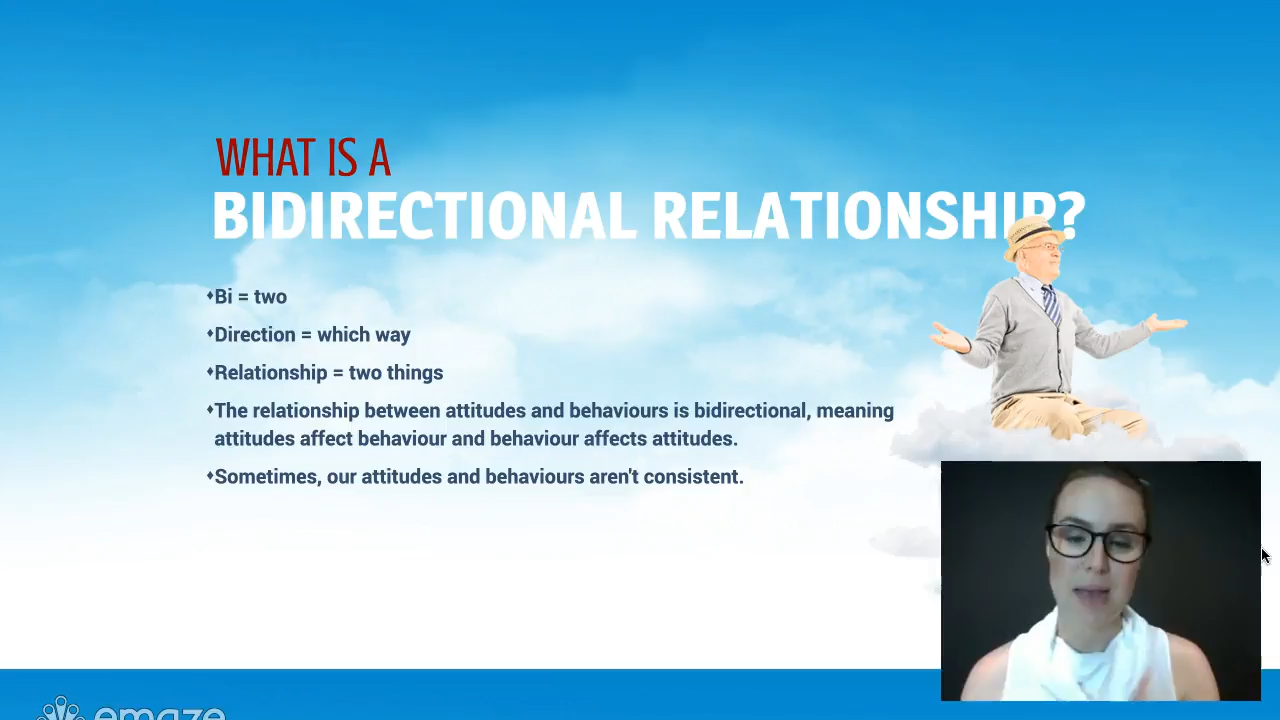 WHAT IS A
BIDIRECTIONAL RELATIONSHIP?
♦Bi = two
♦Direction = which way
♦Relationship = two things
♦The relationship between attitudes and behaviours is bidirectional, meaning
attitudes affect behaviour and behaviour affects attitudes.
♦Sometimes, our attitudes and behaviours aren't consistent.
emaze